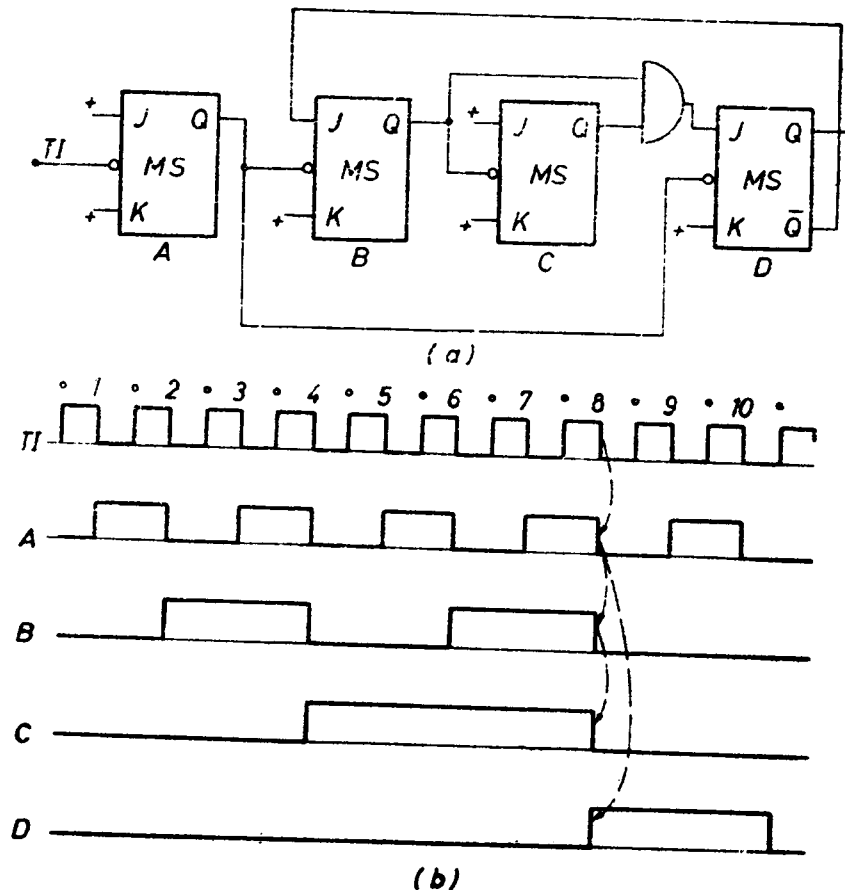 + J Q + J Q + J Q J Q
TI MS MS MS MS
+ K + K + K + K Q̅
A B C D
(a)
1 2 3 4 5 6 7 8 9 10
TI
A
B
C
D
(b)